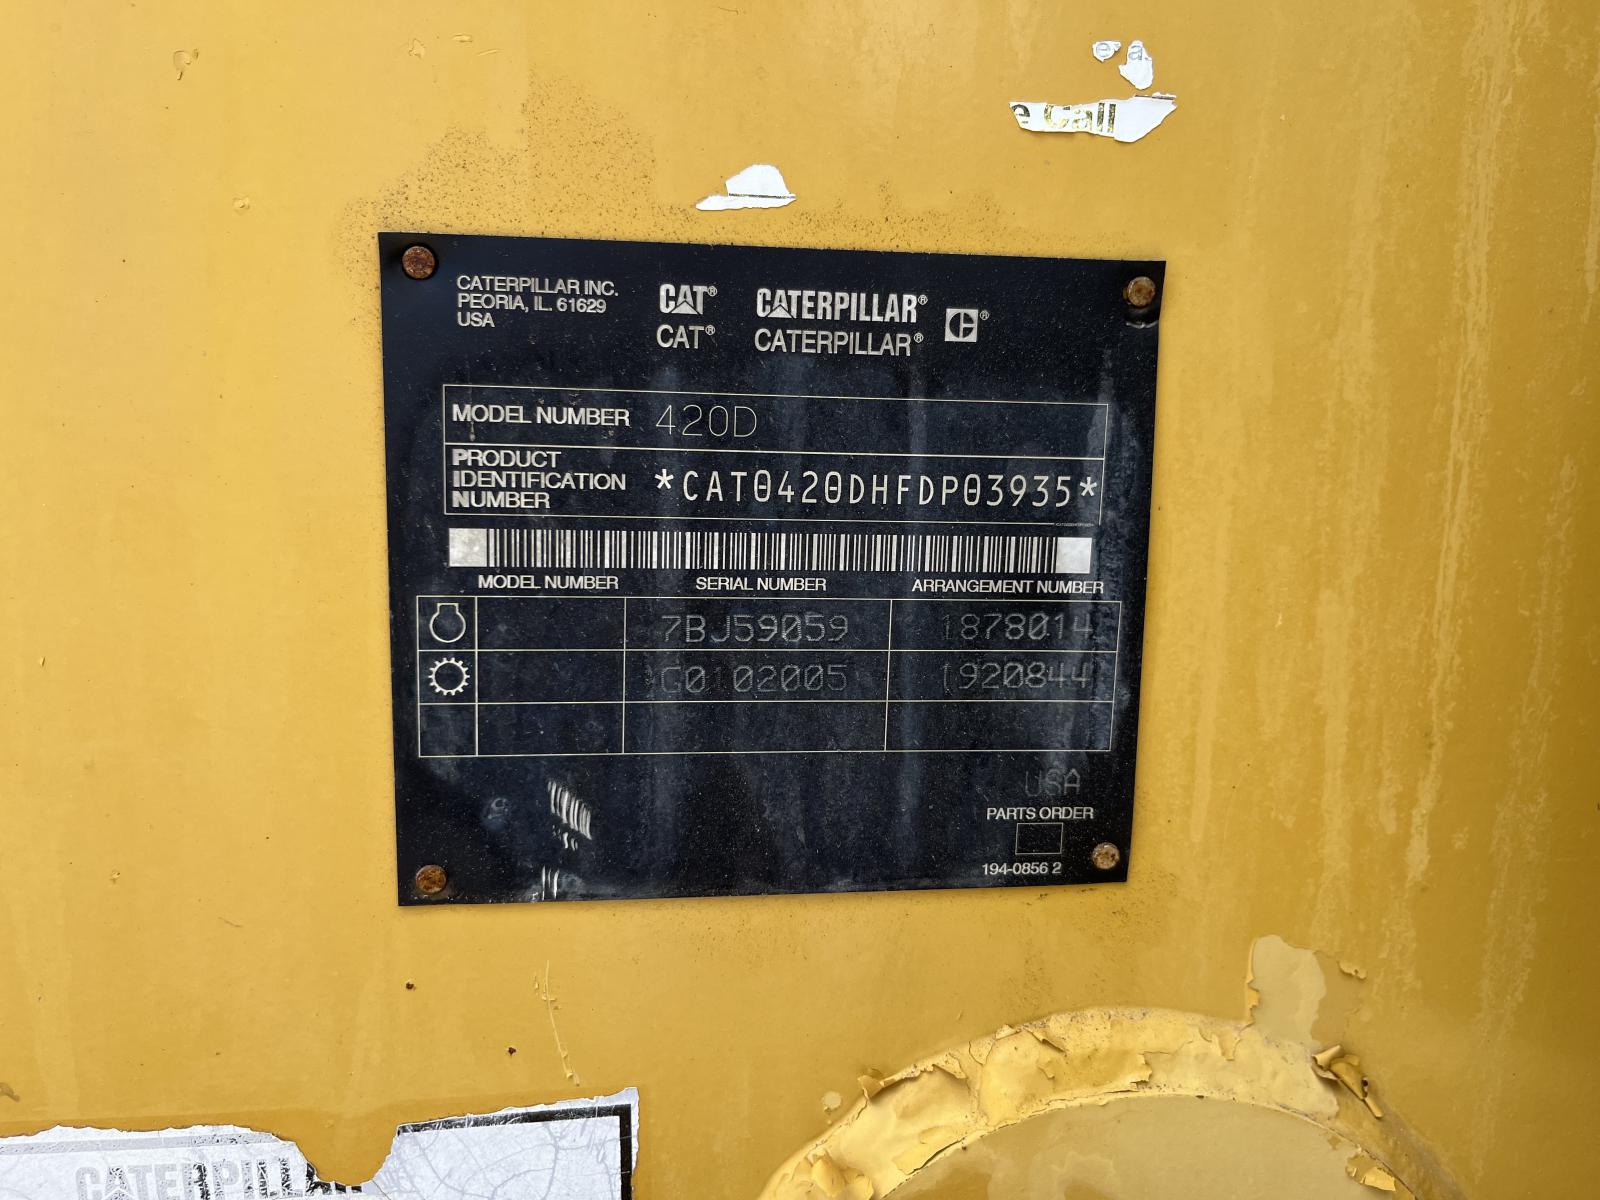 e a
e Call
CATERPILLAR INC.
PEORIA, IL. 61629
USA
CAT® CATERPILLAR® C®
CAT® CATERPILLAR®
MODEL NUMBER 420D
PRODUCT
IDENTIFICATION
NUMBER
*CAT0420DHFDP03935*
MODEL NUMBER SERIAL NUMBER ARRANGEMENT NUMBER
7BJ59059 1878014
G0102005 1920844
USA
PARTS ORDER
194-0856 2
CATERPILLAR